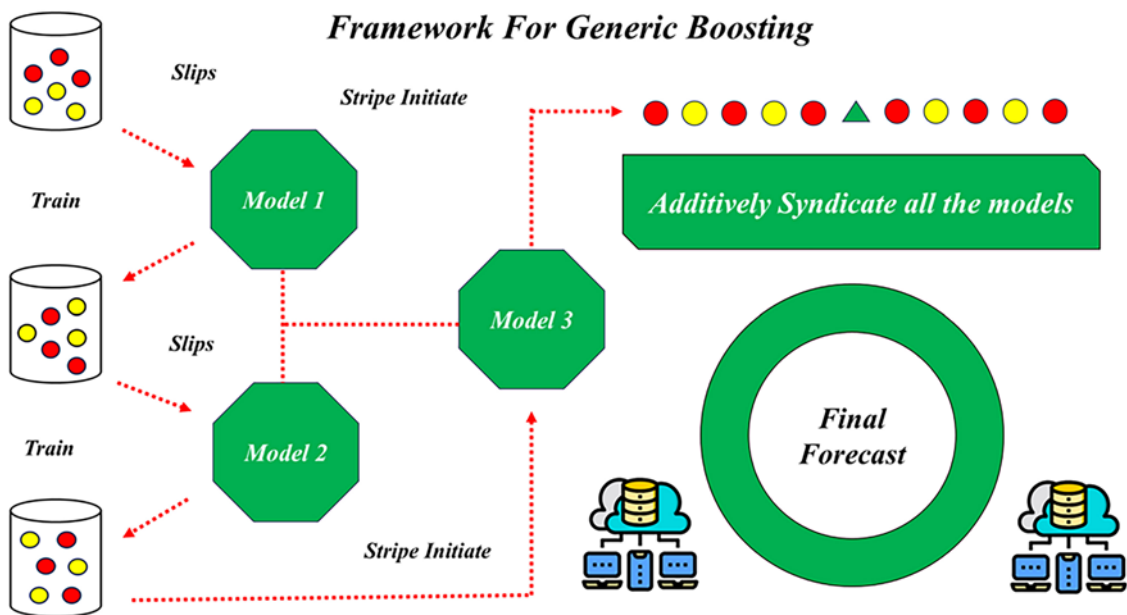 Framework For Generic Boosting
Slips
Stripe Initiate
Model 1
Train
Additively Syndicate all the models
Model 3
Slips
Final
Forecast
Train
Model 2
Stripe Initiate